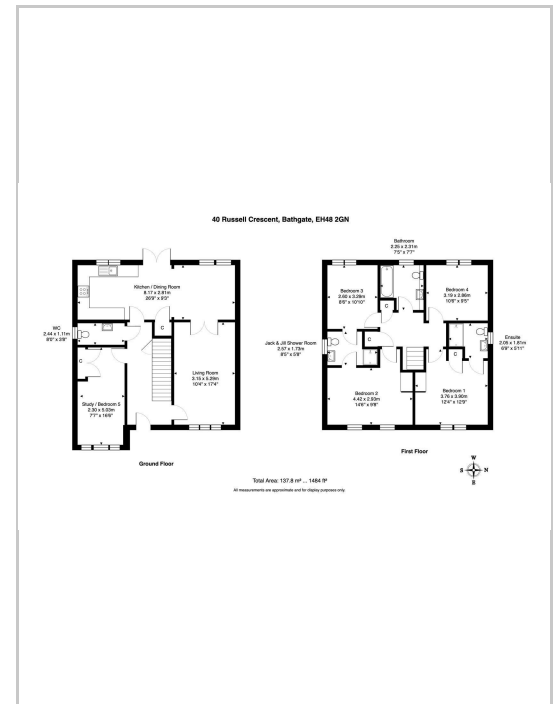 40 Russell Crescent, Bathgate, EH48 2GN
Kitchen / Dining Room
8.17 x 2.81m
26'9" x 9'3"
WC
2.44 x 1.11m
8'0" x 3'8"
C
C
Living Room
3.15 x 5.29m
10'4" x 17'4"
Study / Bedroom 5
2.30 x 5.03m
7'7" x 16'6"
Ground Floor
Bathroom
2.25 x 2.31m
7'5" x 7'7"
Bedroom 3
2.60 x 3.28m
8'6" x 10'10"
Bedroom 4
3.19 x 2.86m
10'6" x 9'5"
C
Jack & Jill Shower Room
2.57 x 1.73m
8'5" x 5'8"
C
Ensuite
2.05 x 1.81m
6'9" x 5'11"
C
Bedroom 2
4.42 x 2.93m
14'6" x 9'8"
Bedroom 1
3.76 x 3.90m
12'4" x 12'9"
First Floor
W
S N
E
Total Area: 137.8 m² ... 1484 ft²
All measurements are approximate and for display purposes only.